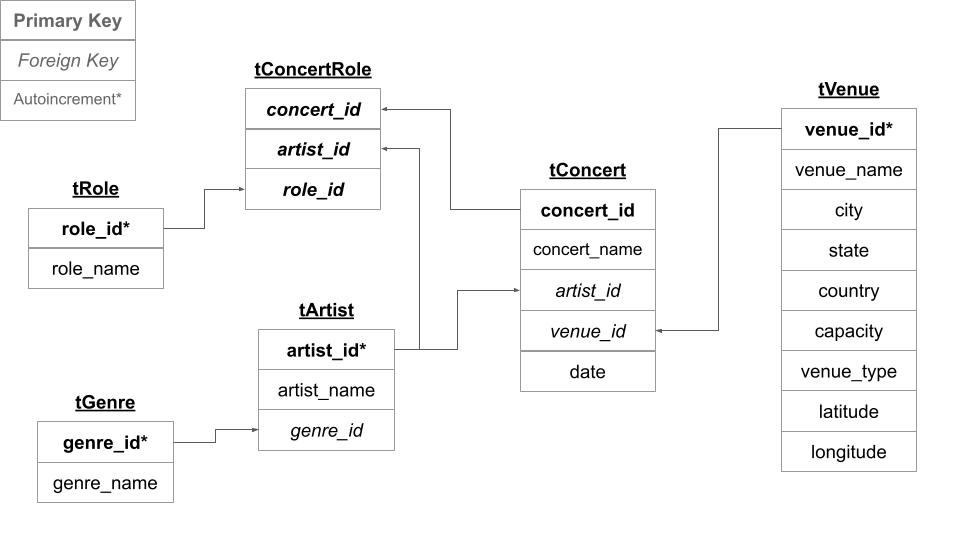 Primary Key
Foreign Key
Autoincrement*
tConcertRole
concert_id
artist_id
role_id
tRole
role_id*
role_name
tArtist
artist_id*
artist_name
genre_id
tGenre
genre_id*
genre_name
tConcert
concert_id
concert_name
artist_id
venue_id
date
tVenue
venue_id*
venue_name
city
state
country
capacity
venue_type
latitude
longitude